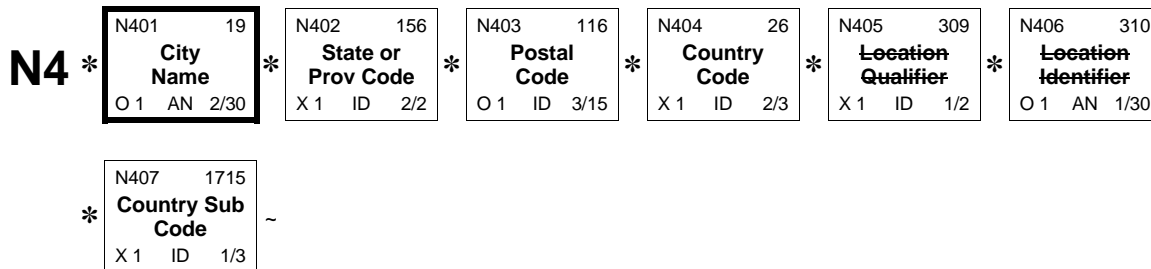 N4 * N401 19 * N402 156 * N403 116 * N404 26 * N405 309 * N406 310
City Name State or Prov Code Postal Code Country Code Location Qualifier Location Identifier
O 1 AN 2/30 X 1 ID 2/2 O 1 ID 3/15 X 1 ID 2/3 X 1 ID 1/2 O 1 AN 1/30
* N407 1715
Country Sub
Code ~
X 1 ID 1/3